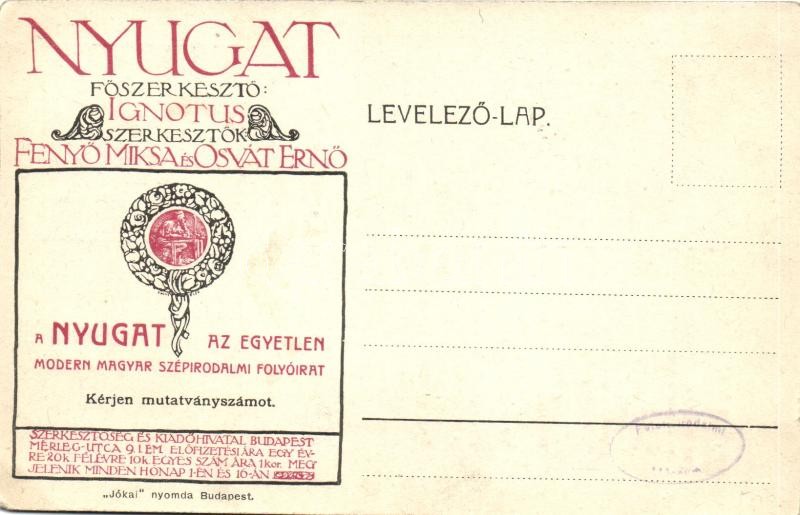 NYUGAT
FŐSZERKESZTŐ:
IGNOTUS
SZERKESZTŐK
FENYŐ MIKSA ÉS OSVÁT ERNŐ
A NYUGAT AZ EGYETLEN
MODERN MAGYAR SZÉPIRODALMI FOLYÓIRAT
Kérjen mutatványszámot.
SZERKESZTŐSÉG ÉS KIADÓHIVATAL BUDAPEST
MÉRLEG-UTCA 9. I EM. ELŐFIZETÉSI ÁRA EGY ÉV-
RE 20K FÉLÉVRE 10K EGYES SZÁM ÁRA 1 KOR. MEG
JELENIK MINDEN HÓNAP 1-ÉN ÉS 16-ÁN
„Jókai" nyomda Budapest.
LEVELEZŐ-LAP.